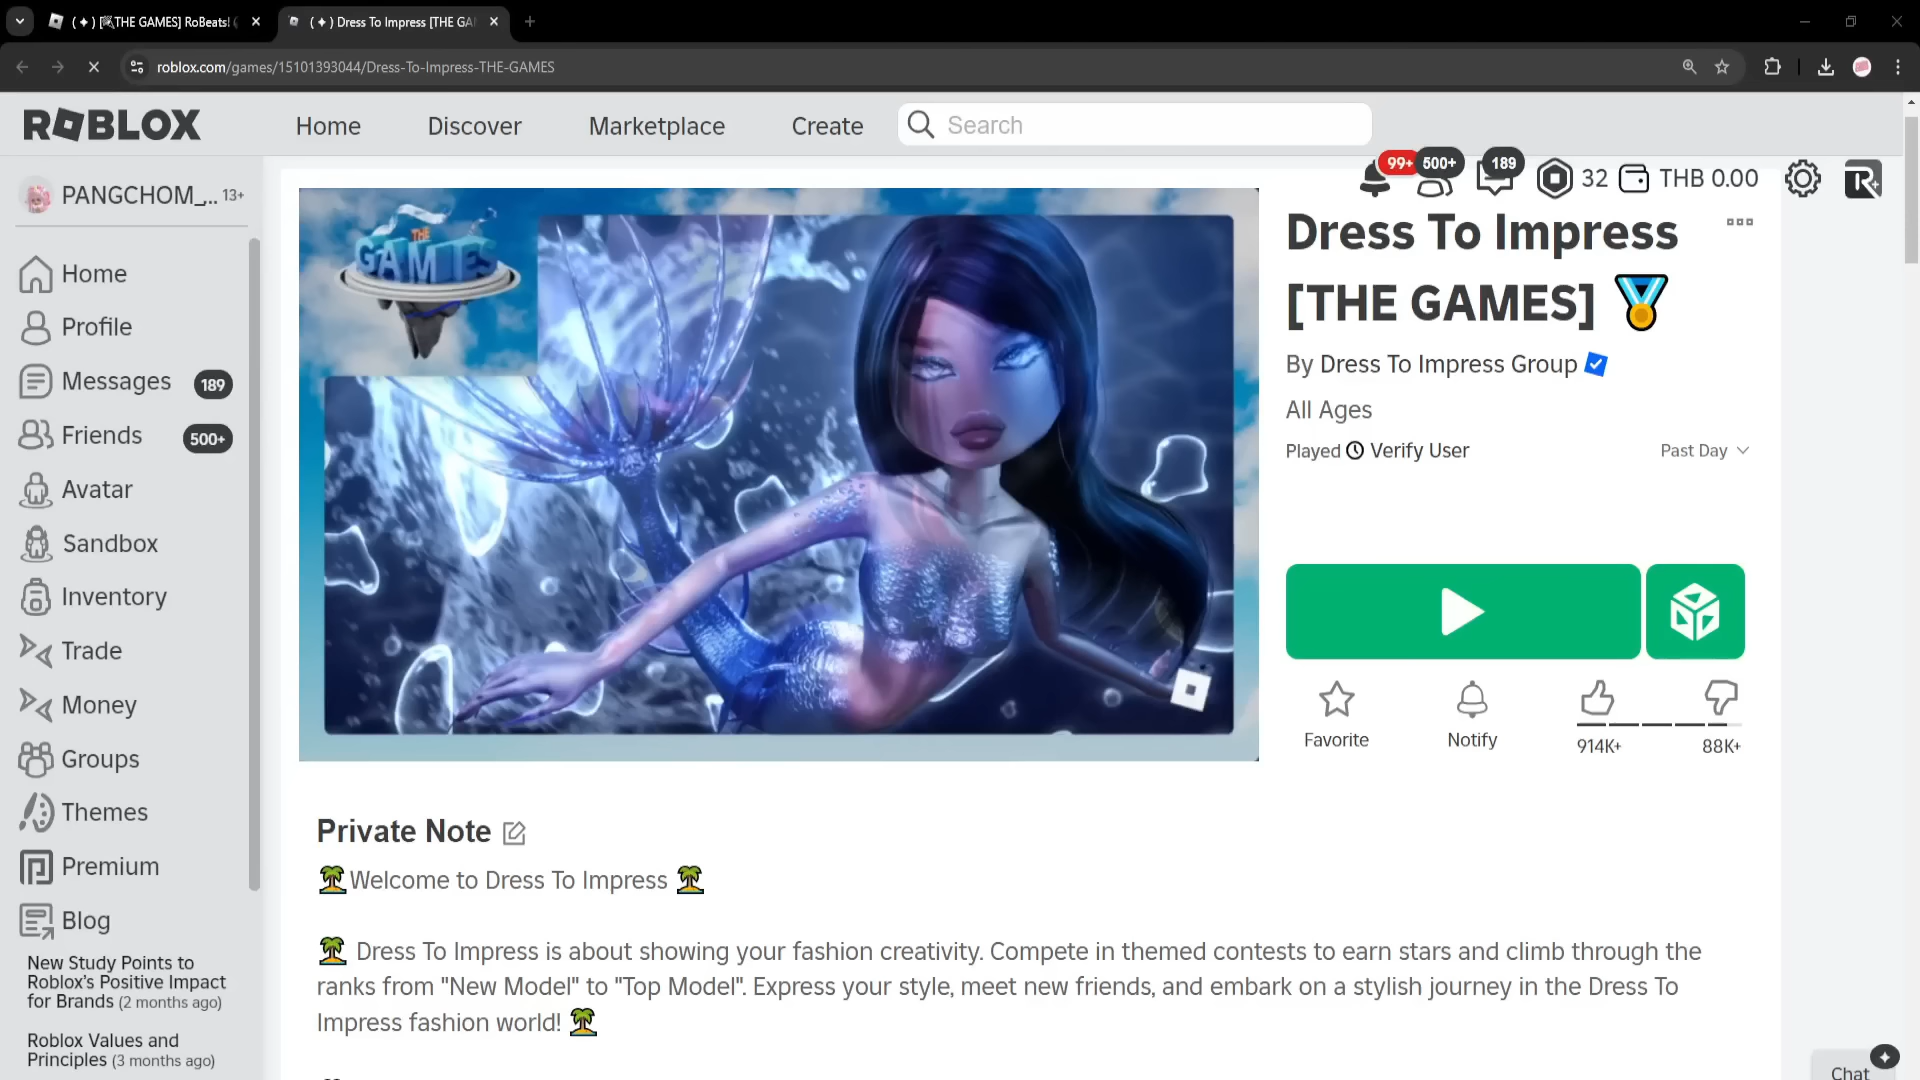 ( ✦ ) [🎉THE GAMES] RoBeats!
( ✦ ) Dress To Impress [THE GA
roblox.com/games/15101393044/Dress-To-Impress-THE-GAMES
ROBLOX
Home
Discover
Marketplace
Create
Search
99+
500+
189
32
THB 0.00
PANGCHOM_... 13+
Home
Profile
Messages 189
Friends 500+
Avatar
Sandbox
Inventory
Trade
Money
Groups
Themes
Premium
Blog
New Study Points to
Roblox's Positive Impact
for Brands (2 months ago)
Roblox Values and
Principles (3 months ago)
THE
GAMES
Dress To Impress
[THE GAMES] 🏅
By Dress To Impress Group
All Ages
Played Verify User
Past Day
Favorite
Notify
914K+
88K+
Private Note
🌴Welcome to Dress To Impress 🌴
🌴 Dress To Impress is about showing your fashion creativity. Compete in themed contests to earn stars and climb through the
ranks from "New Model" to "Top Model". Express your style, meet new friends, and embark on a stylish journey in the Dress To
Impress fashion world! 🌴
Chat